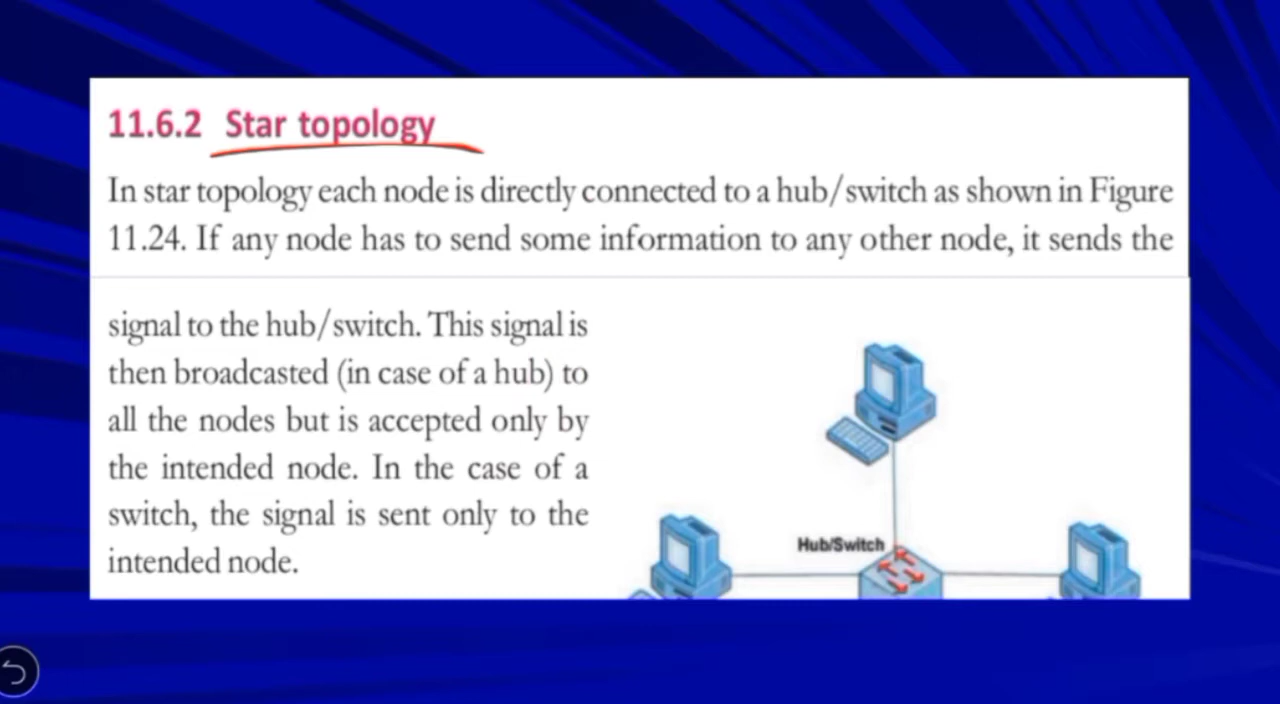 11.6.2 Star topology
In star topology each node is directly connected to a hub/switch as shown in Figure
11.24. If any node has to send some information to any other node, it sends the
signal to the hub/switch. This signal is
then broadcasted (in case of a hub) to
all the nodes but is accepted only by
the intended node. In the case of a
switch, the signal is sent only to the
intended node.
Hub/Switch